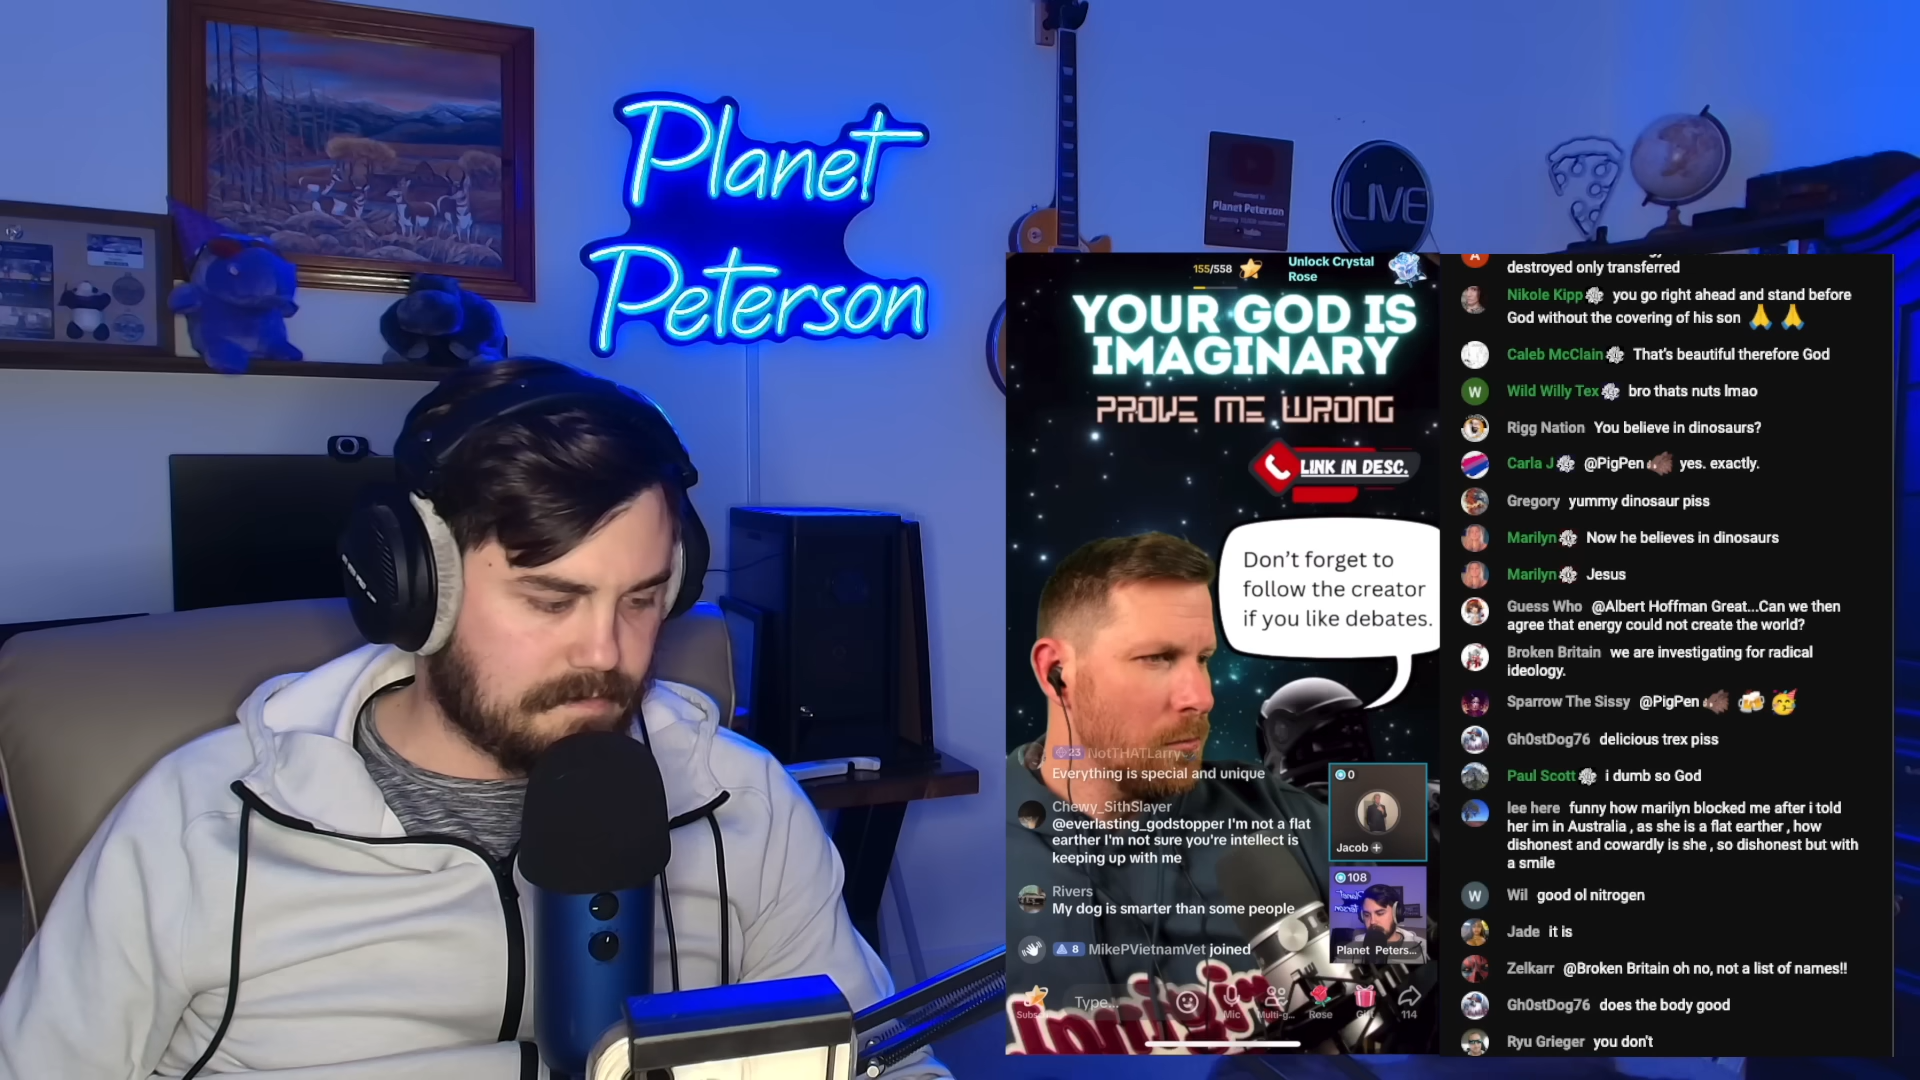 Planet
Peterson
Planet Peterson
LIVE
155/558
Unlock Crystal
Rose
YOUR GOD IS
IMAGINARY
PROVE ME WRONG
LINK IN DESC.
Don't forget to
follow the creator
if you like debates.
23 NotTHATLarry
Everything is special and unique
Chewy_SithSlayer
@everlasting_godstopper I'm not a flat
earther I'm not sure you're intellect is
keeping up with me
Rivers
My dog is smarter than some people
8 MikePVietnamVet joined
0
Jacob +
108
Planet Peters...
Type...
Mic
Multi-g...
Rose
Gift
114
A
destroyed only transferred
Nikole Kipp you go right ahead and stand before
God without the covering of his son 🙏 🙏
Caleb McClain That's beautiful therefore God
W
Wild Willy Tex bro thats nuts lmao
Rigg Nation You believe in dinosaurs?
Carla J @PigPen yes. exactly.
Gregory yummy dinosaur piss
Marilyn Now he believes in dinosaurs
Marilyn Jesus
Guess Who @Albert Hoffman Great...Can we then
agree that energy could not create the world?
Broken Britain we are investigating for radical
ideology.
Sparrow The Sissy @PigPen 🍻 🥳
Gh0stDog76 delicious trex piss
Paul Scott i dumb so God
lee here funny how marilyn blocked me after i told
her im in Australia , as she is a flat earther , how
dishonest and cowardly is she , so dishonest but with
a smile
W
Wil good ol nitrogen
Jade it is
Zelkarr @Broken Britain oh no, not a list of names!!
Gh0stDog76 does the body good
Ryu Grieger you don't